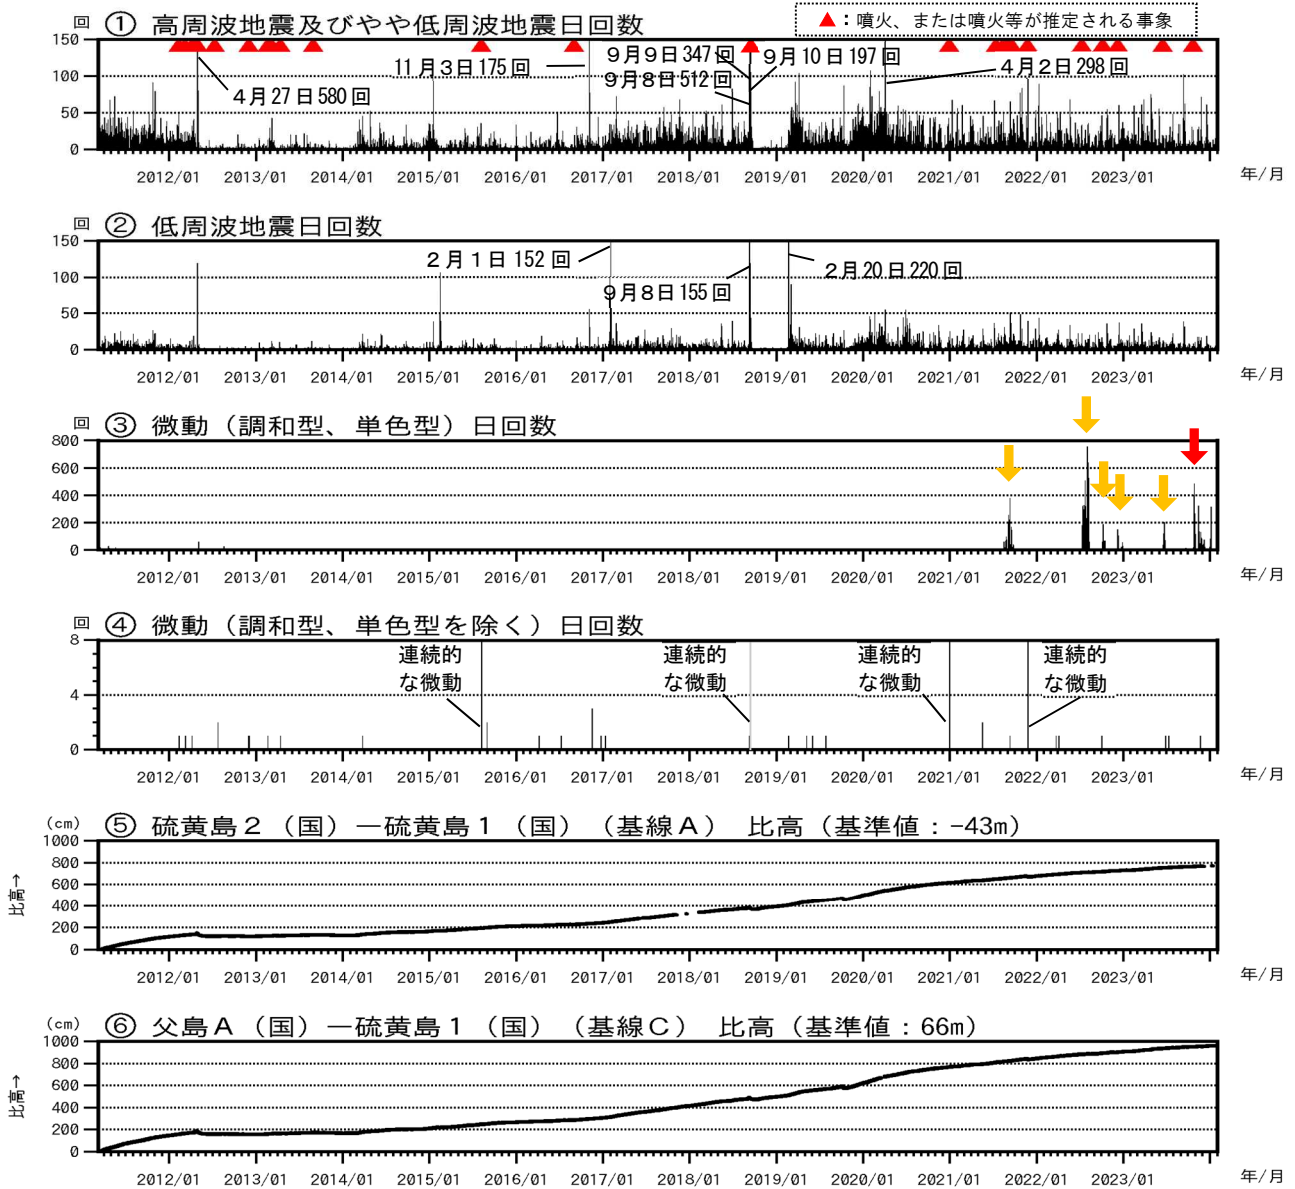 ▲：噴火、または噴火等が推定される事象
回 ① 高周波地震及びやや低周波地震日回数
150
100
50
0
4月27日580回
11月3日175回
9月9日347回
9月8日512回
9月10日197回
4月2日298回
2012/01 2013/01 2014/01 2015/01 2016/01 2017/01 2018/01 2019/01 2020/01 2021/01 2022/01 2023/01 年/月
回 ② 低周波地震日回数
150
100
50
0
2月1日152回
9月8日155回
2月20日220回
2012/01 2013/01 2014/01 2015/01 2016/01 2017/01 2018/01 2019/01 2020/01 2021/01 2022/01 2023/01 年/月
回 ③ 微動（調和型、単色型）日回数
800
600
400
200
0
2012/01 2013/01 2014/01 2015/01 2016/01 2017/01 2018/01 2019/01 2020/01 2021/01 2022/01 2023/01 年/月
回 ④ 微動（調和型、単色型を除く）日回数
8
4
0
連続的
な微動
連続的
な微動
連続的
な微動
連続的
な微動
2012/01 2013/01 2014/01 2015/01 2016/01 2017/01 2018/01 2019/01 2020/01 2021/01 2022/01 2023/01 年/月
(cm) ⑤ 硫黄島２（国）―硫黄島１（国）（基線Ａ） 比高（基準値：-43m）
1000
800
600
400
200
0
比高→
2012/01 2013/01 2014/01 2015/01 2016/01 2017/01 2018/01 2019/01 2020/01 2021/01 2022/01 2023/01 年/月
(cm) ⑥ 父島Ａ（国）―硫黄島１（国）（基線Ｃ） 比高（基準値：66m）
1000
800
600
400
200
0
比高→
2012/01 2013/01 2014/01 2015/01 2016/01 2017/01 2018/01 2019/01 2020/01 2021/01 2022/01 2023/01 年/月